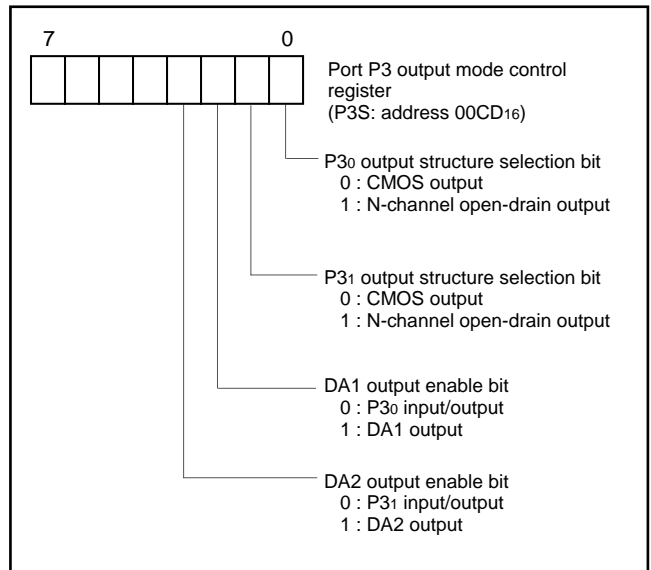 7 0
Port P3 output mode control
register
(P3S: address 00CD16)
P30 output structure selection bit
0 : CMOS output
1 : N-channel open-drain output
P31 output structure selection bit
0 : CMOS output
1 : N-channel open-drain output
DA1 output enable bit
0 : P30 input/output
1 : DA1 output
DA2 output enable bit
0 : P31 input/output
1 : DA2 output